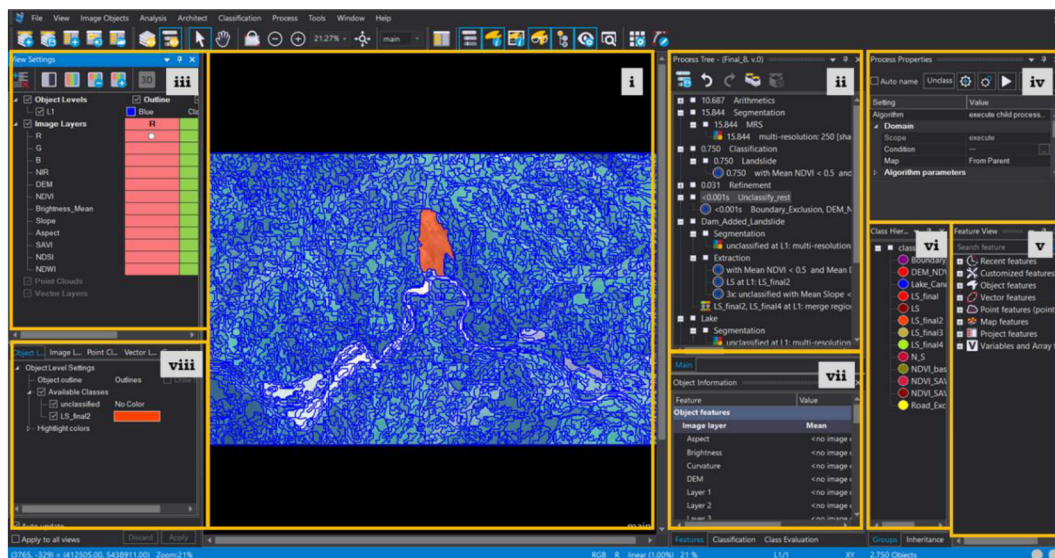 File View Image Objects Analysis Architect Classification Process Tools Window Help
21.27% main
View Settings
iii
3D
Object Levels Outline
L1 Blue Cla
Image Layers R
R
G
B
NIR
DEM
NDVI
Brightness_Mean
Slope
Aspect
SAVI
NDSI
NDWI
Point Clouds
Vector Layers
Object L... Image L... Point Cl... Vector L...
viii
Object Level Settings
Object outline Outlines
Available Classes
unclassified No Color
LS_final2
Hightlight colors
Auto update
Apply to all views Discard Apply
i
main
Process Tree - (Final_8, v.0)
ii
10.687 Arithmetics
15.844 Segmentation
15.844 MRS
15.844 multi-resolution: 250 [sha
0.750 Classification
0.750 Landslide
0.750 with Mean NDVI < 0.5 and
0.031 Refinement
<0.001s Unclassify_rest
<0.001s Boundary_Exclusion, DEM_N
Dam_Added_Landslide
Segmentation
unclassified at L1: multi-resolution
Extraction
with Mean NDVI < 0.5 and Mean D
LS at L1: LS_final2
3x: unclassified with Mean Slope <
LS_final2, LS_final4 at L1: merge regio
Lake
Segmentation
unclassified at L1: multi-resolution
Main
Object Information
vii
Feature Value
Object features
Image layer Mean
Aspect <no image
Brightness <no image
Curvature <no image
DEM <no image
Layer 1 <no image
Layer 2 <no image
Layer 3
Features Classification Class Evaluation
Process Properties
iv
Auto name Unclass
Setting Value
Algorithm execute child process...
Domain
Scope execute
Condition ---
Map From Parent
Algorithm parameters
Class Hier...
vi
class
Boundary_
DEM_NDV
Lake_Can
LS_final
LS
LS_final2
LS_final3
LS_final4
N_S
NDVI_bas
NDVI_SAV
NDVI_SAV
Road_Exc
Groups Inheritance
Feature View
v
Search feature
Recent features
Customized features
Object features
Vector features
Point features (point
Map features
Project features
Variables and Array f
(3765, -329) = (412505.00, 5438911.00) Zoom:21% RGB R linear (1.00%) 21 % L1/1 XY 2,750 Objects